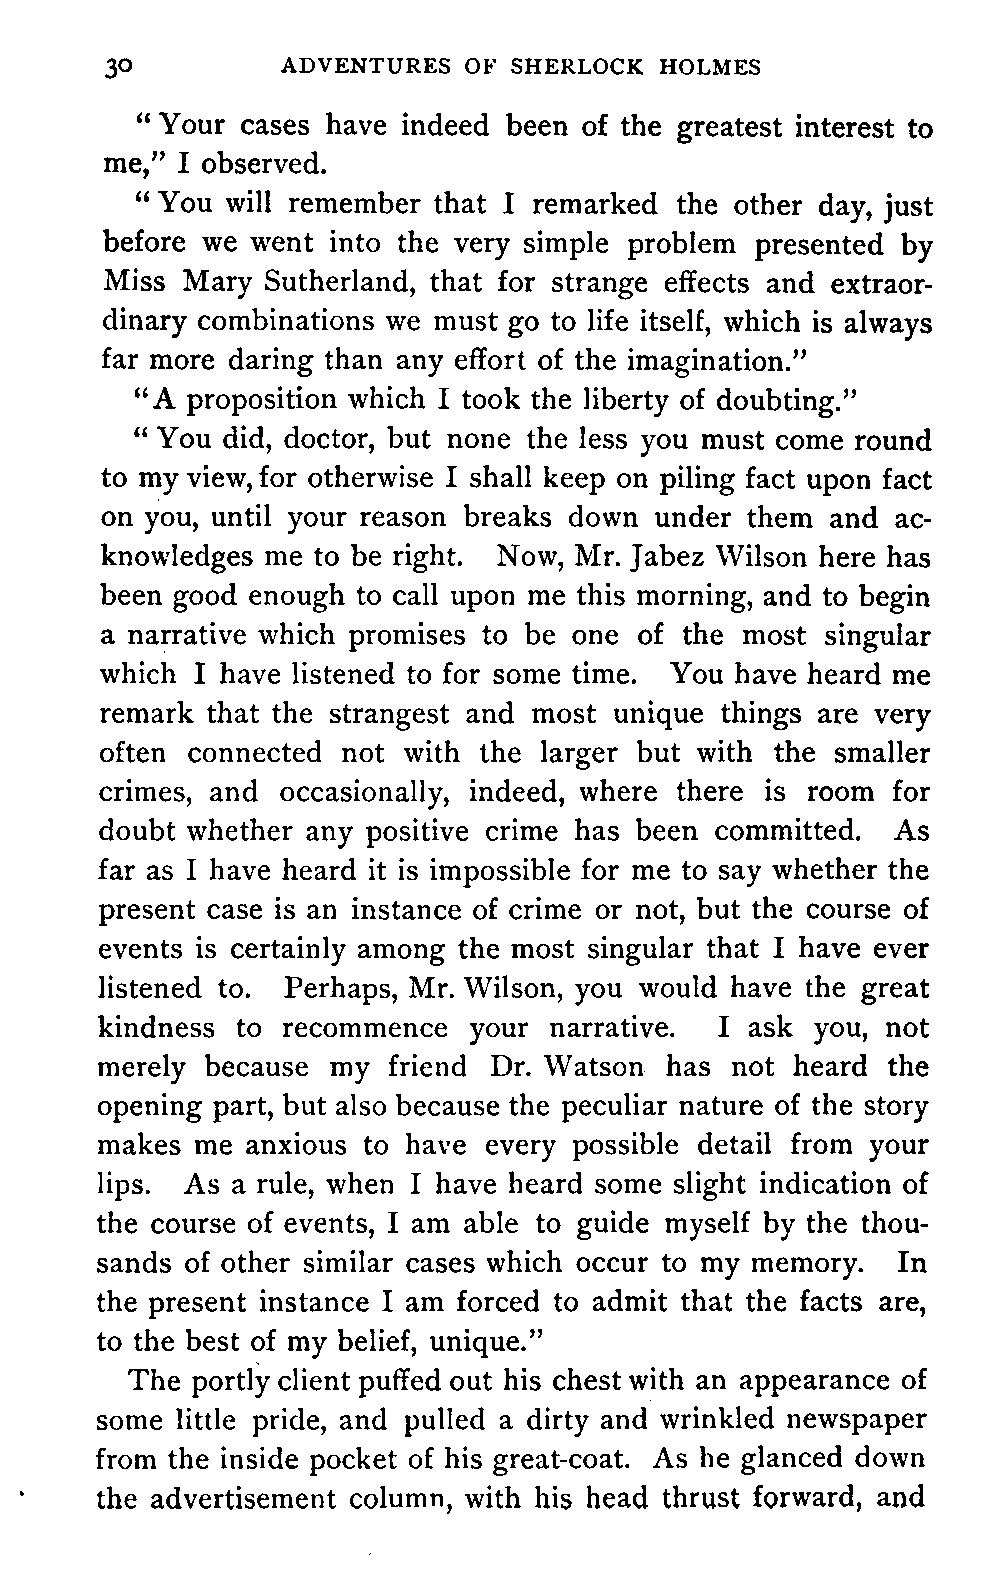 30 ADVENTURES OF SHERLOCK HOLMES
“Your cases have indeed been of the greatest interest to
me,” I observed.
“You will remember that I remarked the other day, just
before we went into the very simple problem presented by
Miss Mary Sutherland, that for strange effects and extraor-
dinary combinations we must go to life itself, which is always
far more daring than any effort of the imagination.”
“A proposition which I took the liberty of doubting.”
“You did, doctor, but none the less you must come round
to my view, for otherwise I shall keep on piling fact upon fact
on you, until your reason breaks down under them and ac-
knowledges me to be right. Now, Mr. Jabez Wilson here has
been good enough to call upon me this morning, and to begin
a narrative which promises to be one of the most singular
which I have listened to for some time. You have heard me
remark that the strangest and most unique things are very
often connected not with the larger but with the smaller
crimes, and occasionally, indeed, where there is room for
doubt whether any positive crime has been committed. As
far as I have heard it is impossible for me to say whether the
present case is an instance of crime or not, but the course of
events is certainly among the most singular that I have ever
listened to. Perhaps, Mr. Wilson, you would have the great
kindness to recommence your narrative. I ask you, not
merely because my friend Dr. Watson has not heard the
opening part, but also because the peculiar nature of the story
makes me anxious to have every possible detail from your
lips. As a rule, when I have heard some slight indication of
the course of events, I am able to guide myself by the thou-
sands of other similar cases which occur to my memory. In
the present instance I am forced to admit that the facts are,
to the best of my belief, unique.”
The portly client puffed out his chest with an appearance of
some little pride, and pulled a dirty and wrinkled newspaper
from the inside pocket of his great-coat. As he glanced down
the advertisement column, with his head thrust forward, and